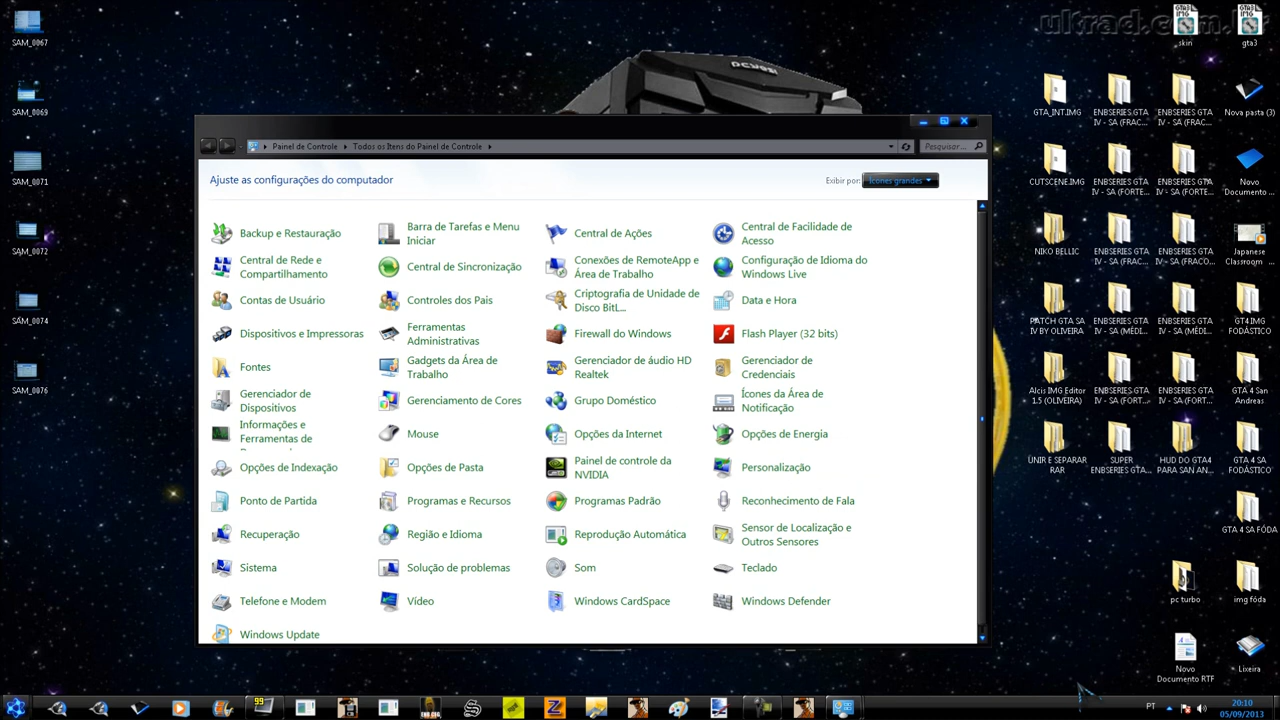 ultrad.com.br
SAM_0067
SAM_0069
SAM_0071
SAM_0072
SAM_0074
SAM_0076
Painel de Controle
Todos os Itens do Painel de Controle
Pesquisar...
Ajuste as configurações do computador
Exibir por:
Ícones grandes
Backup e Restauração
Barra de Tarefas e Menu
Iniciar
Central de Ações
Central de Facilidade de
Acesso
Central de Rede e
Compartilhamento
Central de Sincronização
Conexões de RemoteApp e
Área de Trabalho
Configuração de Idioma do
Windows Live
Contas de Usuário
Controles dos Pais
Criptografia de Unidade de
Disco BitL...
Data e Hora
Dispositivos e Impressoras
Ferramentas
Administrativas
Firewall do Windows
Flash Player (32 bits)
Fontes
Gadgets da Área de
Trabalho
Gerenciador de áudio HD
Realtek
Gerenciador de
Credenciais
Gerenciador de
Dispositivos
Gerenciamento de Cores
Grupo Doméstico
Ícones da Área de
Notificação
Informações e
Ferramentas de
Mouse
Opções da Internet
Opções de Energia
Opções de Indexação
Opções de Pasta
Painel de controle da
NVIDIA
Personalização
Ponto de Partida
Programas e Recursos
Programas Padrão
Reconhecimento de Fala
Recuperação
Região e Idioma
Reprodução Automática
Sensor de Localização e
Outros Sensores
Sistema
Solução de problemas
Som
Teclado
Telefone e Modem
Vídeo
Windows CardSpace
Windows Defender
Windows Update
skin
gta3
GTA_INT.IMG
ENBSERIES GTA
IV - SA (FRAC...
ENBSERIES GTA
IV - SA (FRAC...
Nova pasta (3)
CUTSCENE.IMG
ENBSERIES GTA
IV - SA (FORTE...
ENBSERIES GTA
IV - SA (FORTE...
Novo
Documento ...
NIKO BELLIC
ENBSERIES GTA
IV - SA (FRAC...
ENBSERIES GTA
IV - SA (FRACO...
Japanese
Classroom ...
PATCH GTA SA
IV BY OLIVEIRA
ENBSERIES GTA
IV - SA (MÉDI...
ENBSERIES GTA
IV - SA (MÉD...
GT4 IMG
FODÁSTICO
Alcis IMG Editor
1.5 (OLIVEIRA)
ENBSERIES GTA
IV - SA (FORT...
ENBSERIES GTA
IV - SA (FORT...
GTA 4 San
Andreas
UNIR E SEPARAR
RAR
SUPER
ENBSERIES GTA...
HUD DO GTA4
PARA SAN AN...
GTA 4 SA
FODÁSTICO
GTA 4 SA FÓDA
pc turbo
img fóda
Novo
Documento RTF
Lixeira
99
PT
20:10
05/09/2013